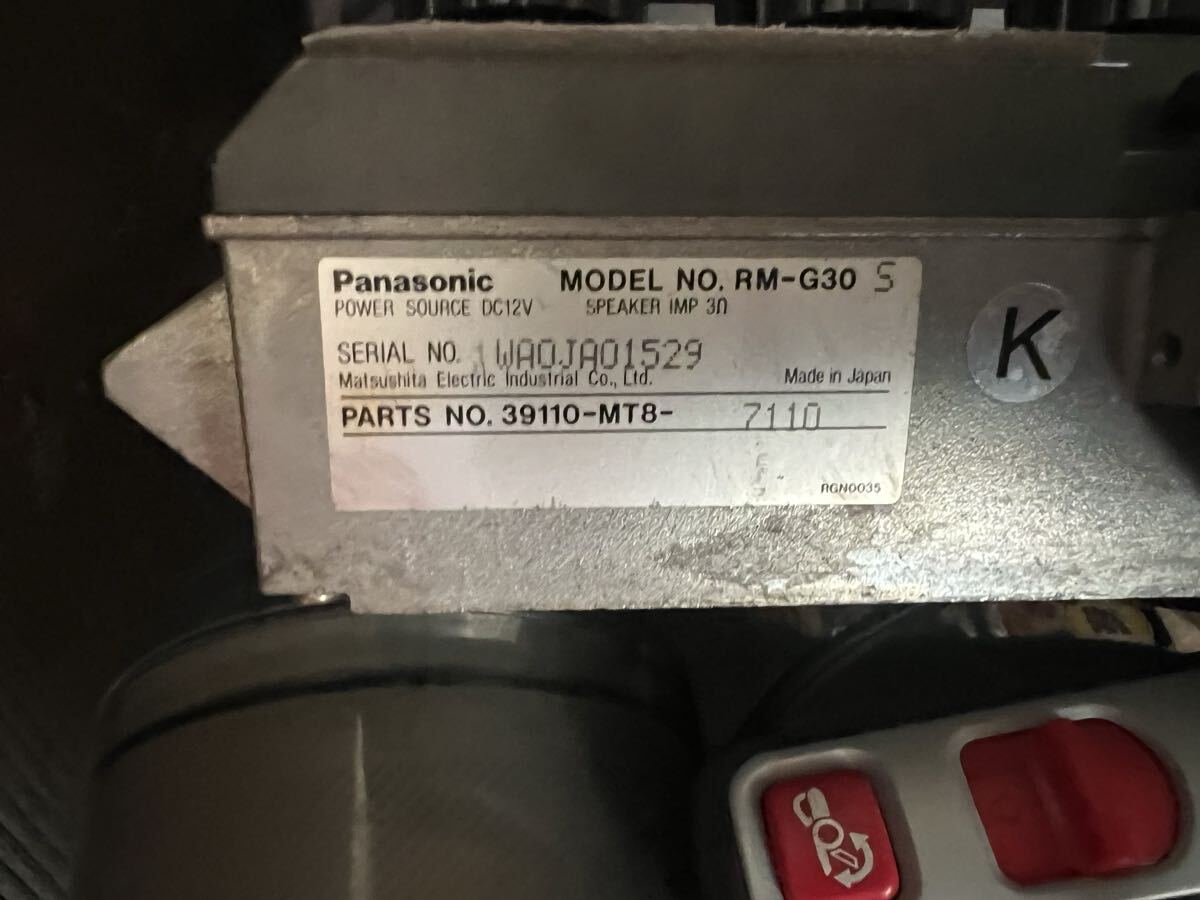 Panasonic MODEL NO. RM-G30 S
POWER SOURCE DC12V SPEAKER IMP 3Ω
SERIAL NO. 1WA0JA01529
Matsushita Electric Industrial Co., Ltd. Made in Japan
PARTS NO. 39110-MT8- 7110
RGN0035
K